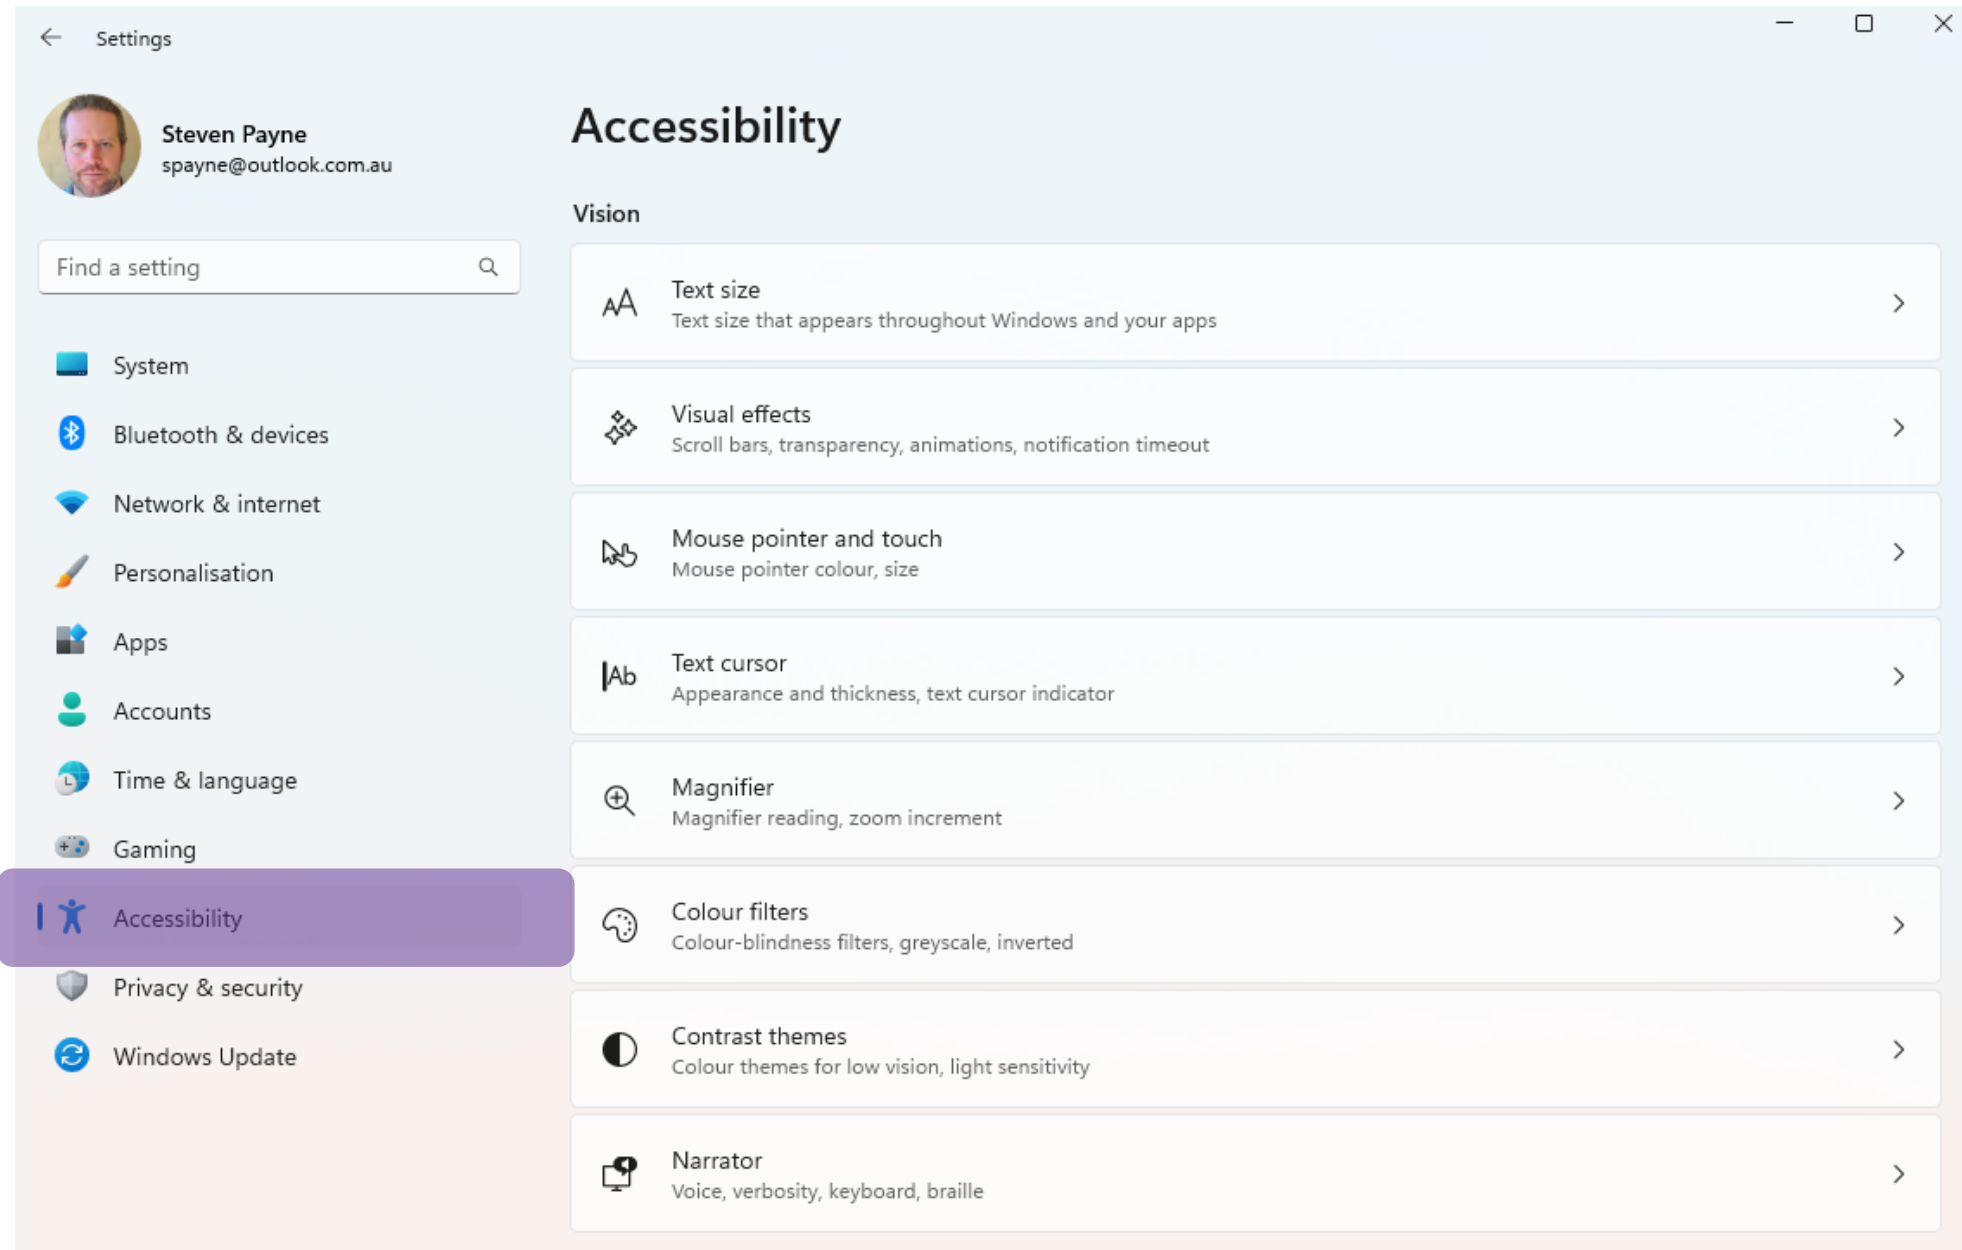 Settings
Steven Payne
spayne@outlook.com.au
Find a setting
System
Bluetooth & devices
Network & internet
Personalisation
Apps
Accounts
Time & language
Gaming
Accessibility
Privacy & security
Windows Update
Accessibility
Vision
AA
Text size
Text size that appears throughout Windows and your apps
Visual effects
Scroll bars, transparency, animations, notification timeout
Mouse pointer and touch
Mouse pointer colour, size
Ab
Text cursor
Appearance and thickness, text cursor indicator
Magnifier
Magnifier reading, zoom increment
Colour filters
Colour-blindness filters, greyscale, inverted
Contrast themes
Colour themes for low vision, light sensitivity
Narrator
Voice, verbosity, keyboard, braille